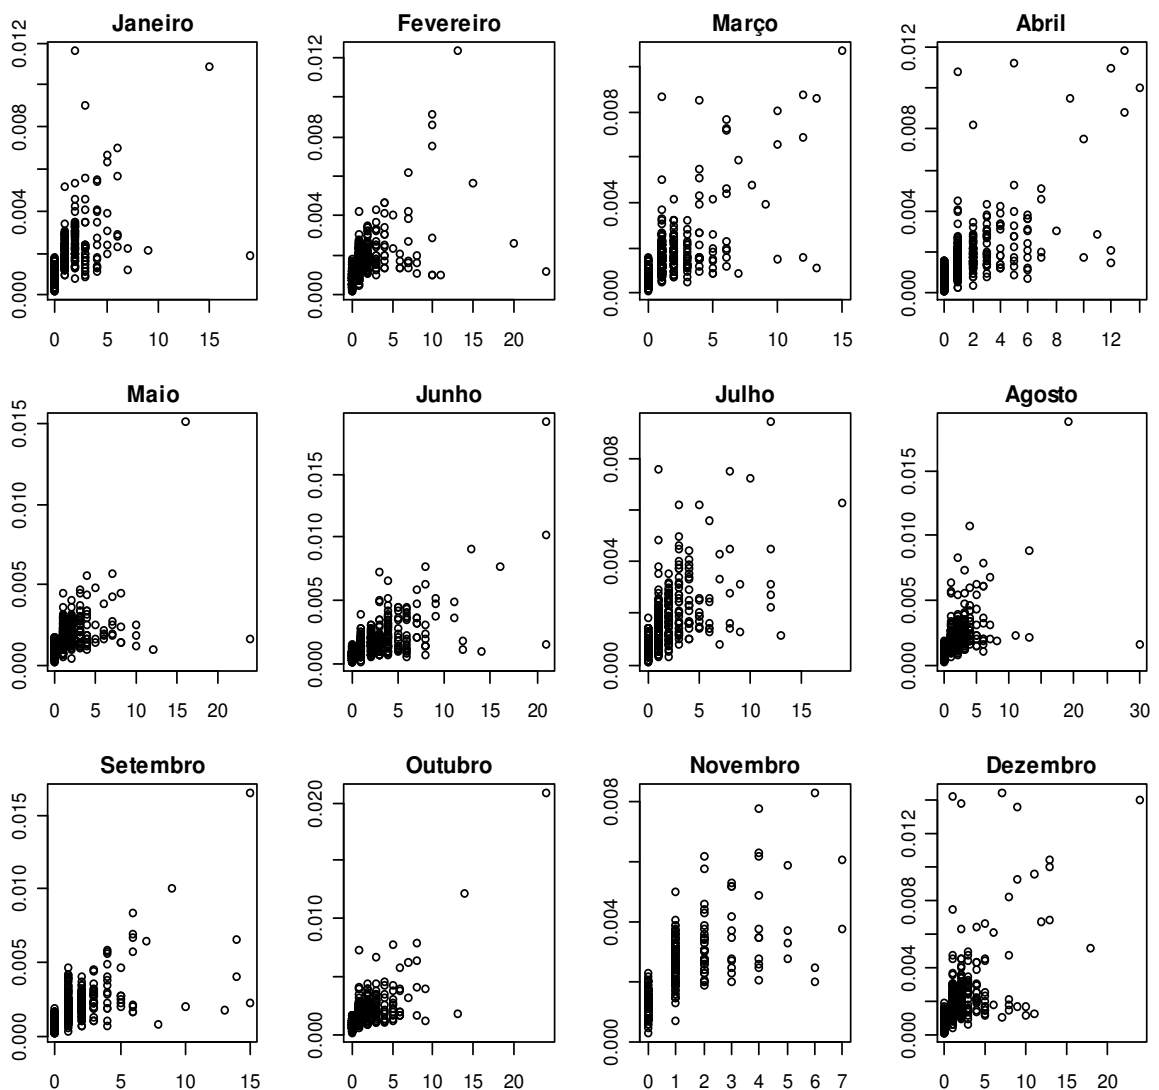 Janeiro Fevereiro Março Abril
0.000 0.004 0.008 0.012
0.000 0.004 0.008 0.012
0.000 0.004 0.008
0.000 0.004 0.008 0.012
0 5 10 15
0 5 10 15 20
0 5 10 15
0 2 4 6 8 12
Maio Junho Julho Agosto
0.000 0.005 0.010 0.015
0.000 0.005 0.010 0.015
0.000 0.004 0.008
0.000 0.005 0.010 0.015
0 5 10 15 20
0 5 10 15 20
0 5 10 15
0 10 20 30
Setembro Outubro Novembro Dezembro
0.000 0.005 0.010 0.015
0.000 0.010 0.020
0.000 0.004 0.008
0.000 0.004 0.008 0.012
0 5 10 15
0 5 10 15 20
0 1 2 3 4 5 6 7
0 5 10 15 20